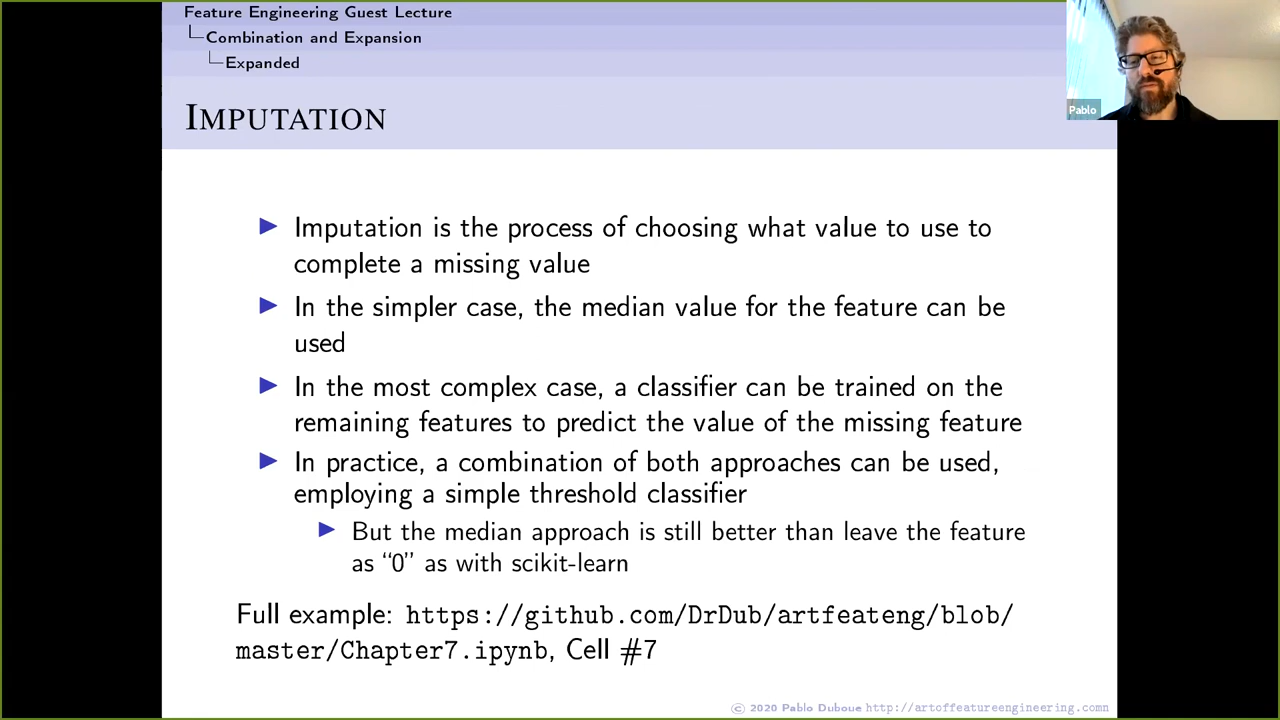 Feature Engineering Guest Lecture
Combination and Expansion
Expanded
IMPUTATION
Pablo
Imputation is the process of choosing what value to use to
complete a missing value
In the simpler case, the median value for the feature can be
used
In the most complex case, a classifier can be trained on the
remaining features to predict the value of the missing feature
In practice, a combination of both approaches can be used,
employing a simple threshold classifier
But the median approach is still better than leave the feature
as “0” as with scikit-learn
Full example: https://github.com/DrDub/artfeateng/blob/
master/Chapter7.ipynb, Cell #7
© 2020 Pablo Duboue http://artoffeatureengineering.comn